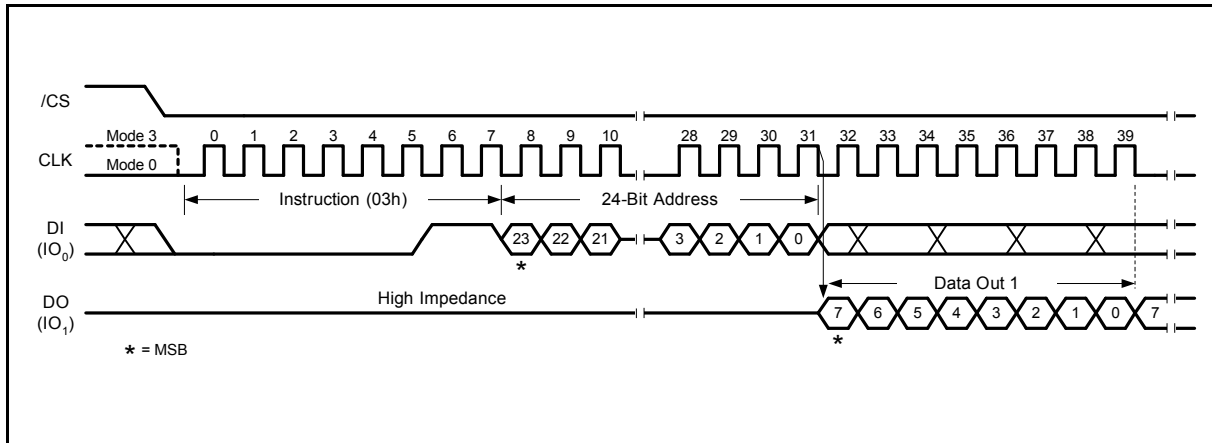 /CS
Mode 3
0 1 2 3 4 5 6 7 8 9 10 28 29 30 31 32 33 34 35 36 37 38 39
CLK
Mode 0
Instruction (03h)
24-Bit Address
DI
(IO0)
23 22 21 3 2 1 0
*
High Impedance
Data Out 1
DO
(IO1)
7 6 5 4 3 2 1 0 7
*
* = MSB